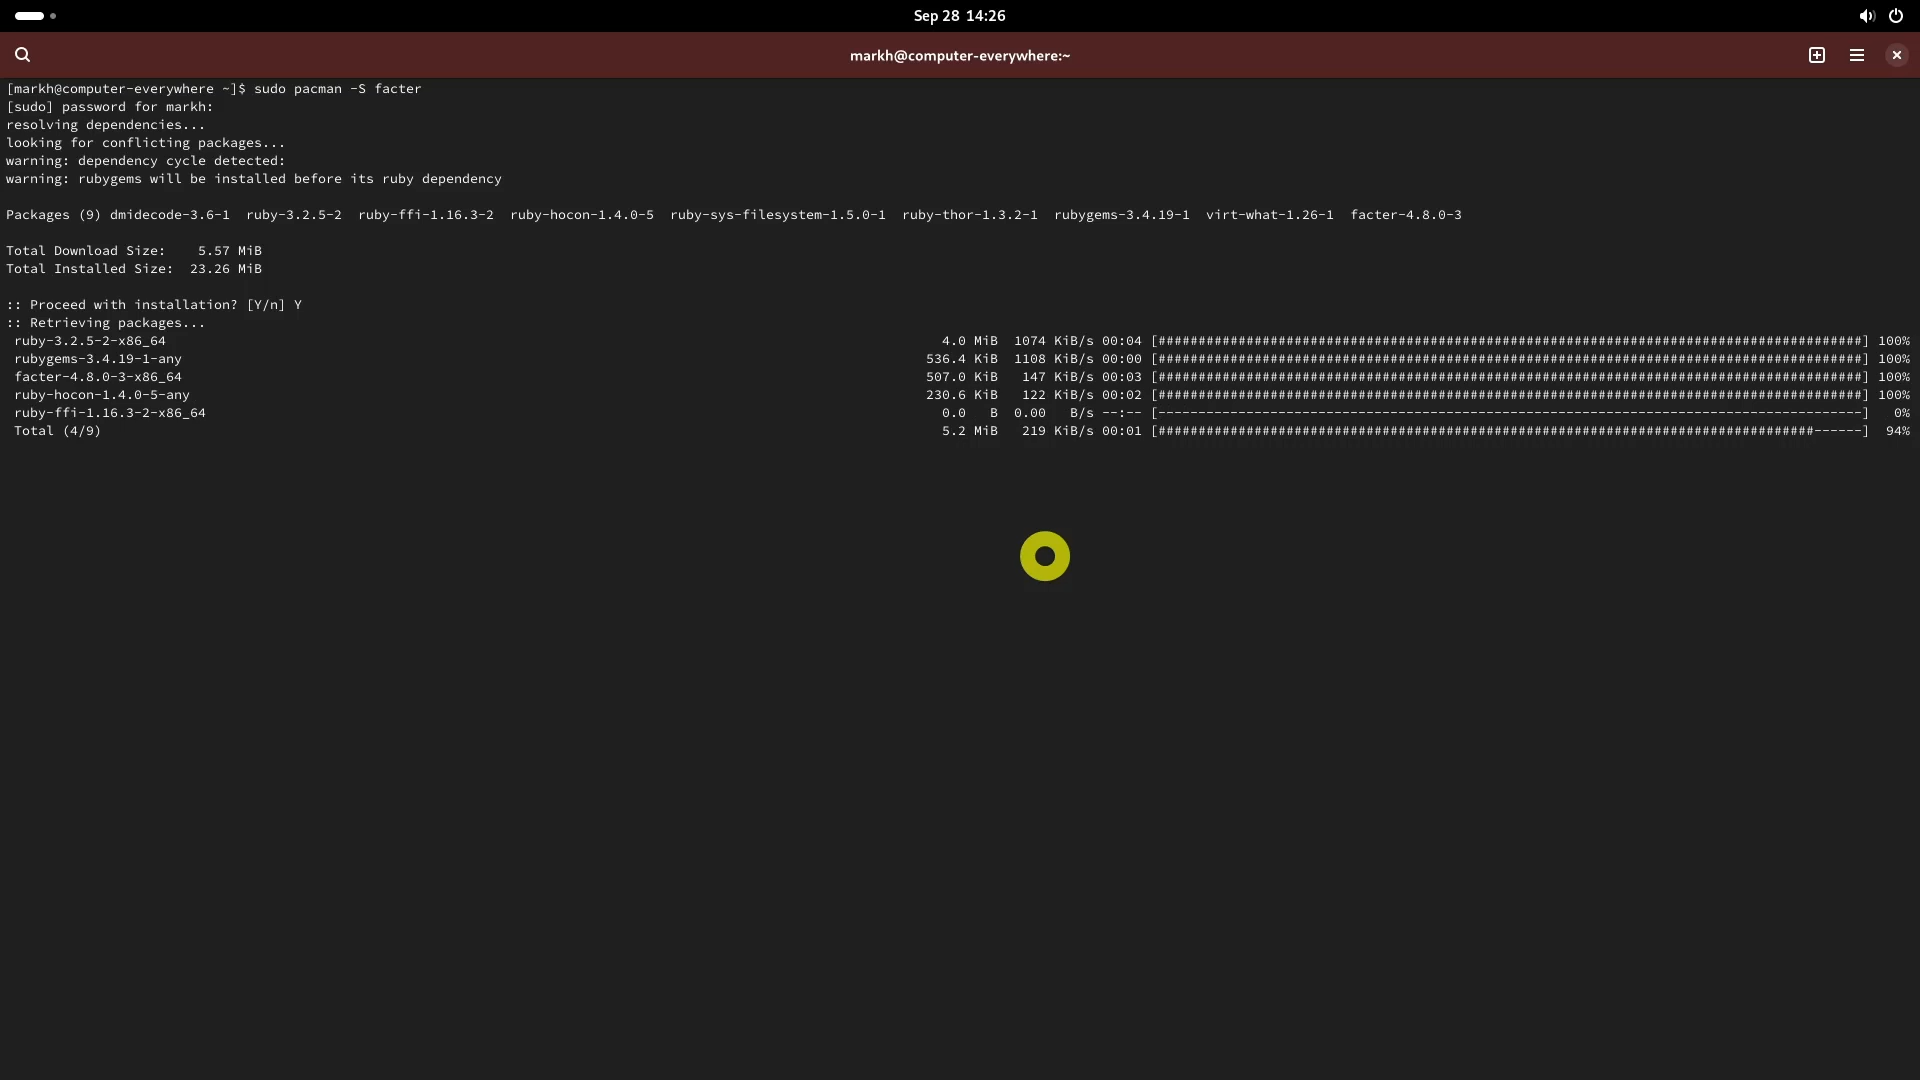 Sep 28 14:26
markh@computer-everywhere:~
[markh@computer-everywhere ~]$ sudo pacman -S facter
[sudo] password for markh:
resolving dependencies...
looking for conflicting packages...
warning: dependency cycle detected:
warning: rubygems will be installed before its ruby dependency
Packages (9) dmidecode-3.6-1  ruby-3.2.5-2  ruby-ffi-1.16.3-2  ruby-hocon-1.4.0-5  ruby-sys-filesystem-1.5.0-1  ruby-thor-1.3.2-1  rubygems-3.4.19-1  virt-what-1.26-1  facter-4.8.0-3
Total Download Size:    5.57 MiB
Total Installed Size:  23.26 MiB
:: Proceed with installation? [Y/n] Y
:: Retrieving packages...
ruby-3.2.5-2-x86_64 4.0 MiB 1074 KiB/s 00:04 [########################################################################################] 100%
rubygems-3.4.19-1-any 536.4 KiB 1108 KiB/s 00:00 [########################################################################################] 100%
facter-4.8.0-3-x86_64 507.0 KiB 147 KiB/s 00:03 [########################################################################################] 100%
ruby-hocon-1.4.0-5-any 230.6 KiB 122 KiB/s 00:02 [########################################################################################] 100%
ruby-ffi-1.16.3-2-x86_64 0.0 B 0.00 B/s --:-- [----------------------------------------------------------------------------------------] 0%
Total (4/9) 5.2 MiB 219 KiB/s 00:01 [##################################################################################------] 94%